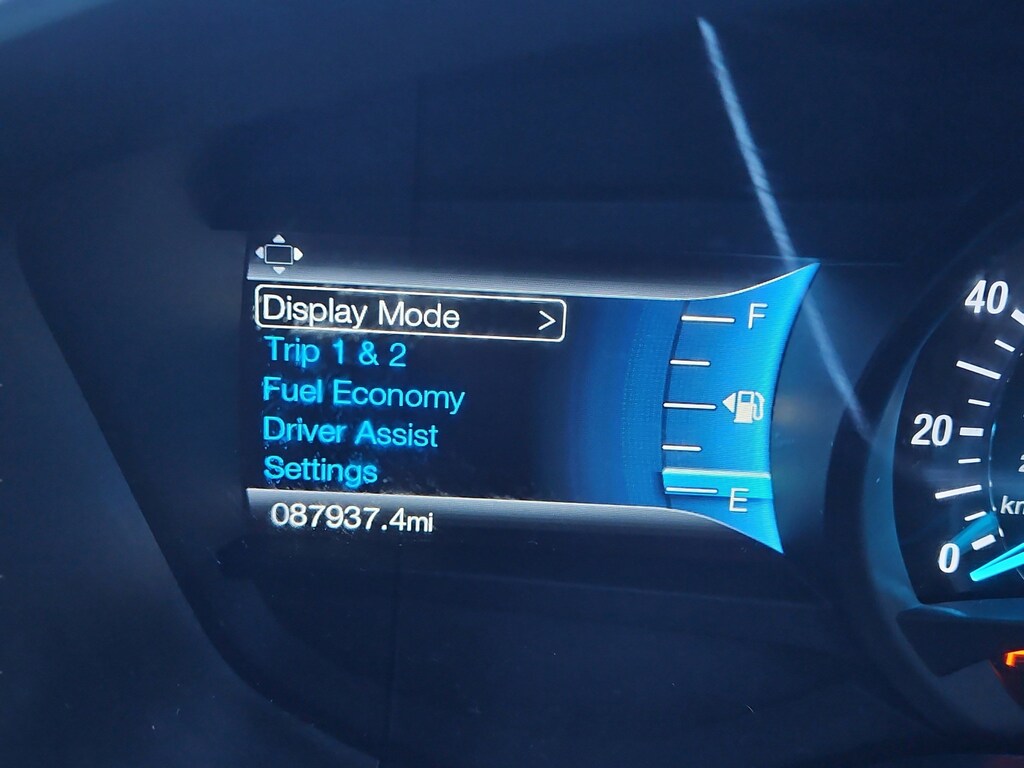 Display Mode >
Trip 1 & 2
Fuel Economy
Driver Assist
Settings
087937.4mi
F
E
40
20
0